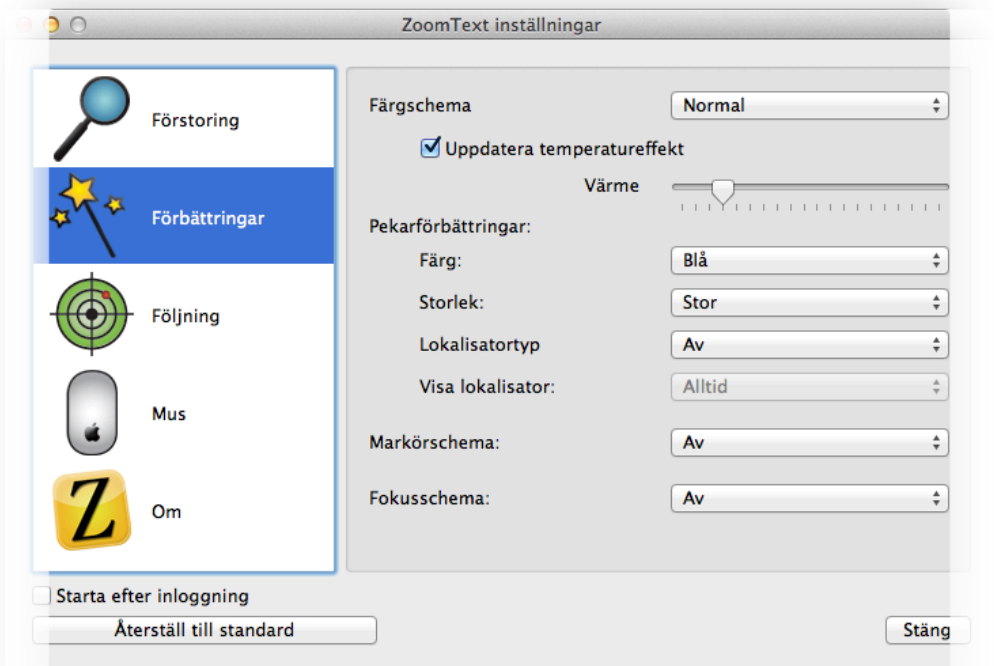 ZoomText inställningar
Förstoring
Förbättringar
Följning
Mus
Z
Om
Färgschema Normal
Uppdatera temperatureffekt
Värme
Pekarförbättringar:
Färg: Blå
Storlek: Stor
Lokalisatortyp Av
Visa lokalisator: Alltid
Markörschema: Av
Fokusschema: Av
Starta efter inloggning
Återställ till standard Stäng